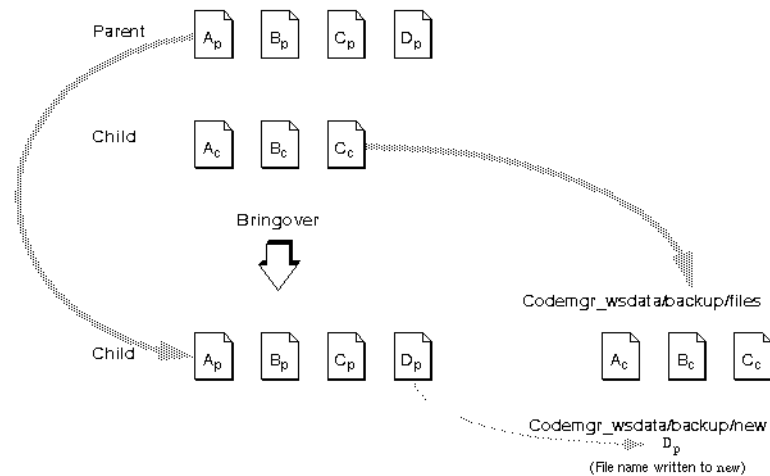 Parent
Ap Bp Cp Dp
Child
Ac Bc Cc
Bringover
Codemgr_wsdata/backup/files
Child
Ap Bp Cp Dp
Ac Bc Cc
Codemgr_wsdata/backup/new
Dp
(File name written to new)